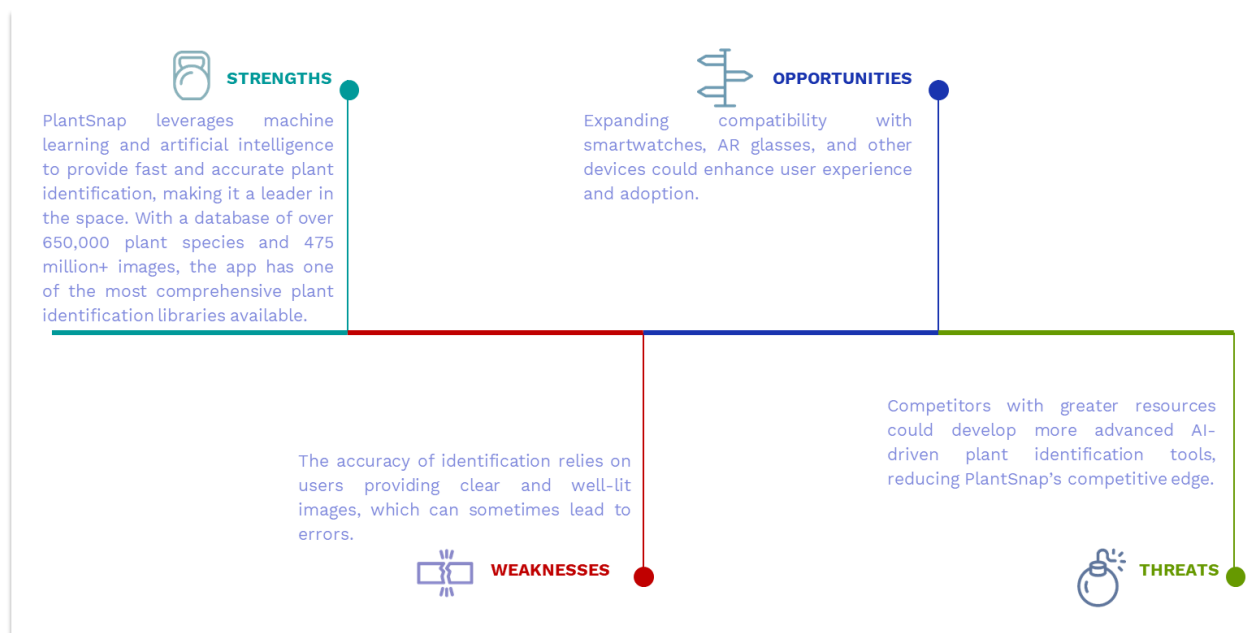 STRENGTHS
PlantSnap leverages machine
learning and artificial intelligence
to provide fast and accurate plant
identification, making it a leader in
the space. With a database of over
650,000 plant species and 475
million+ images, the app has one
of the most comprehensive plant
identification libraries available.
OPPORTUNITIES
Expanding compatibility with
smartwatches, AR glasses, and other
devices could enhance user experience
and adoption.
The accuracy of identification relies on
users providing clear and well-lit
images, which can sometimes lead to
errors.
WEAKNESSES
Competitors with greater resources
could develop more advanced AI-
driven plant identification tools,
reducing PlantSnap’s competitive edge.
THREATS